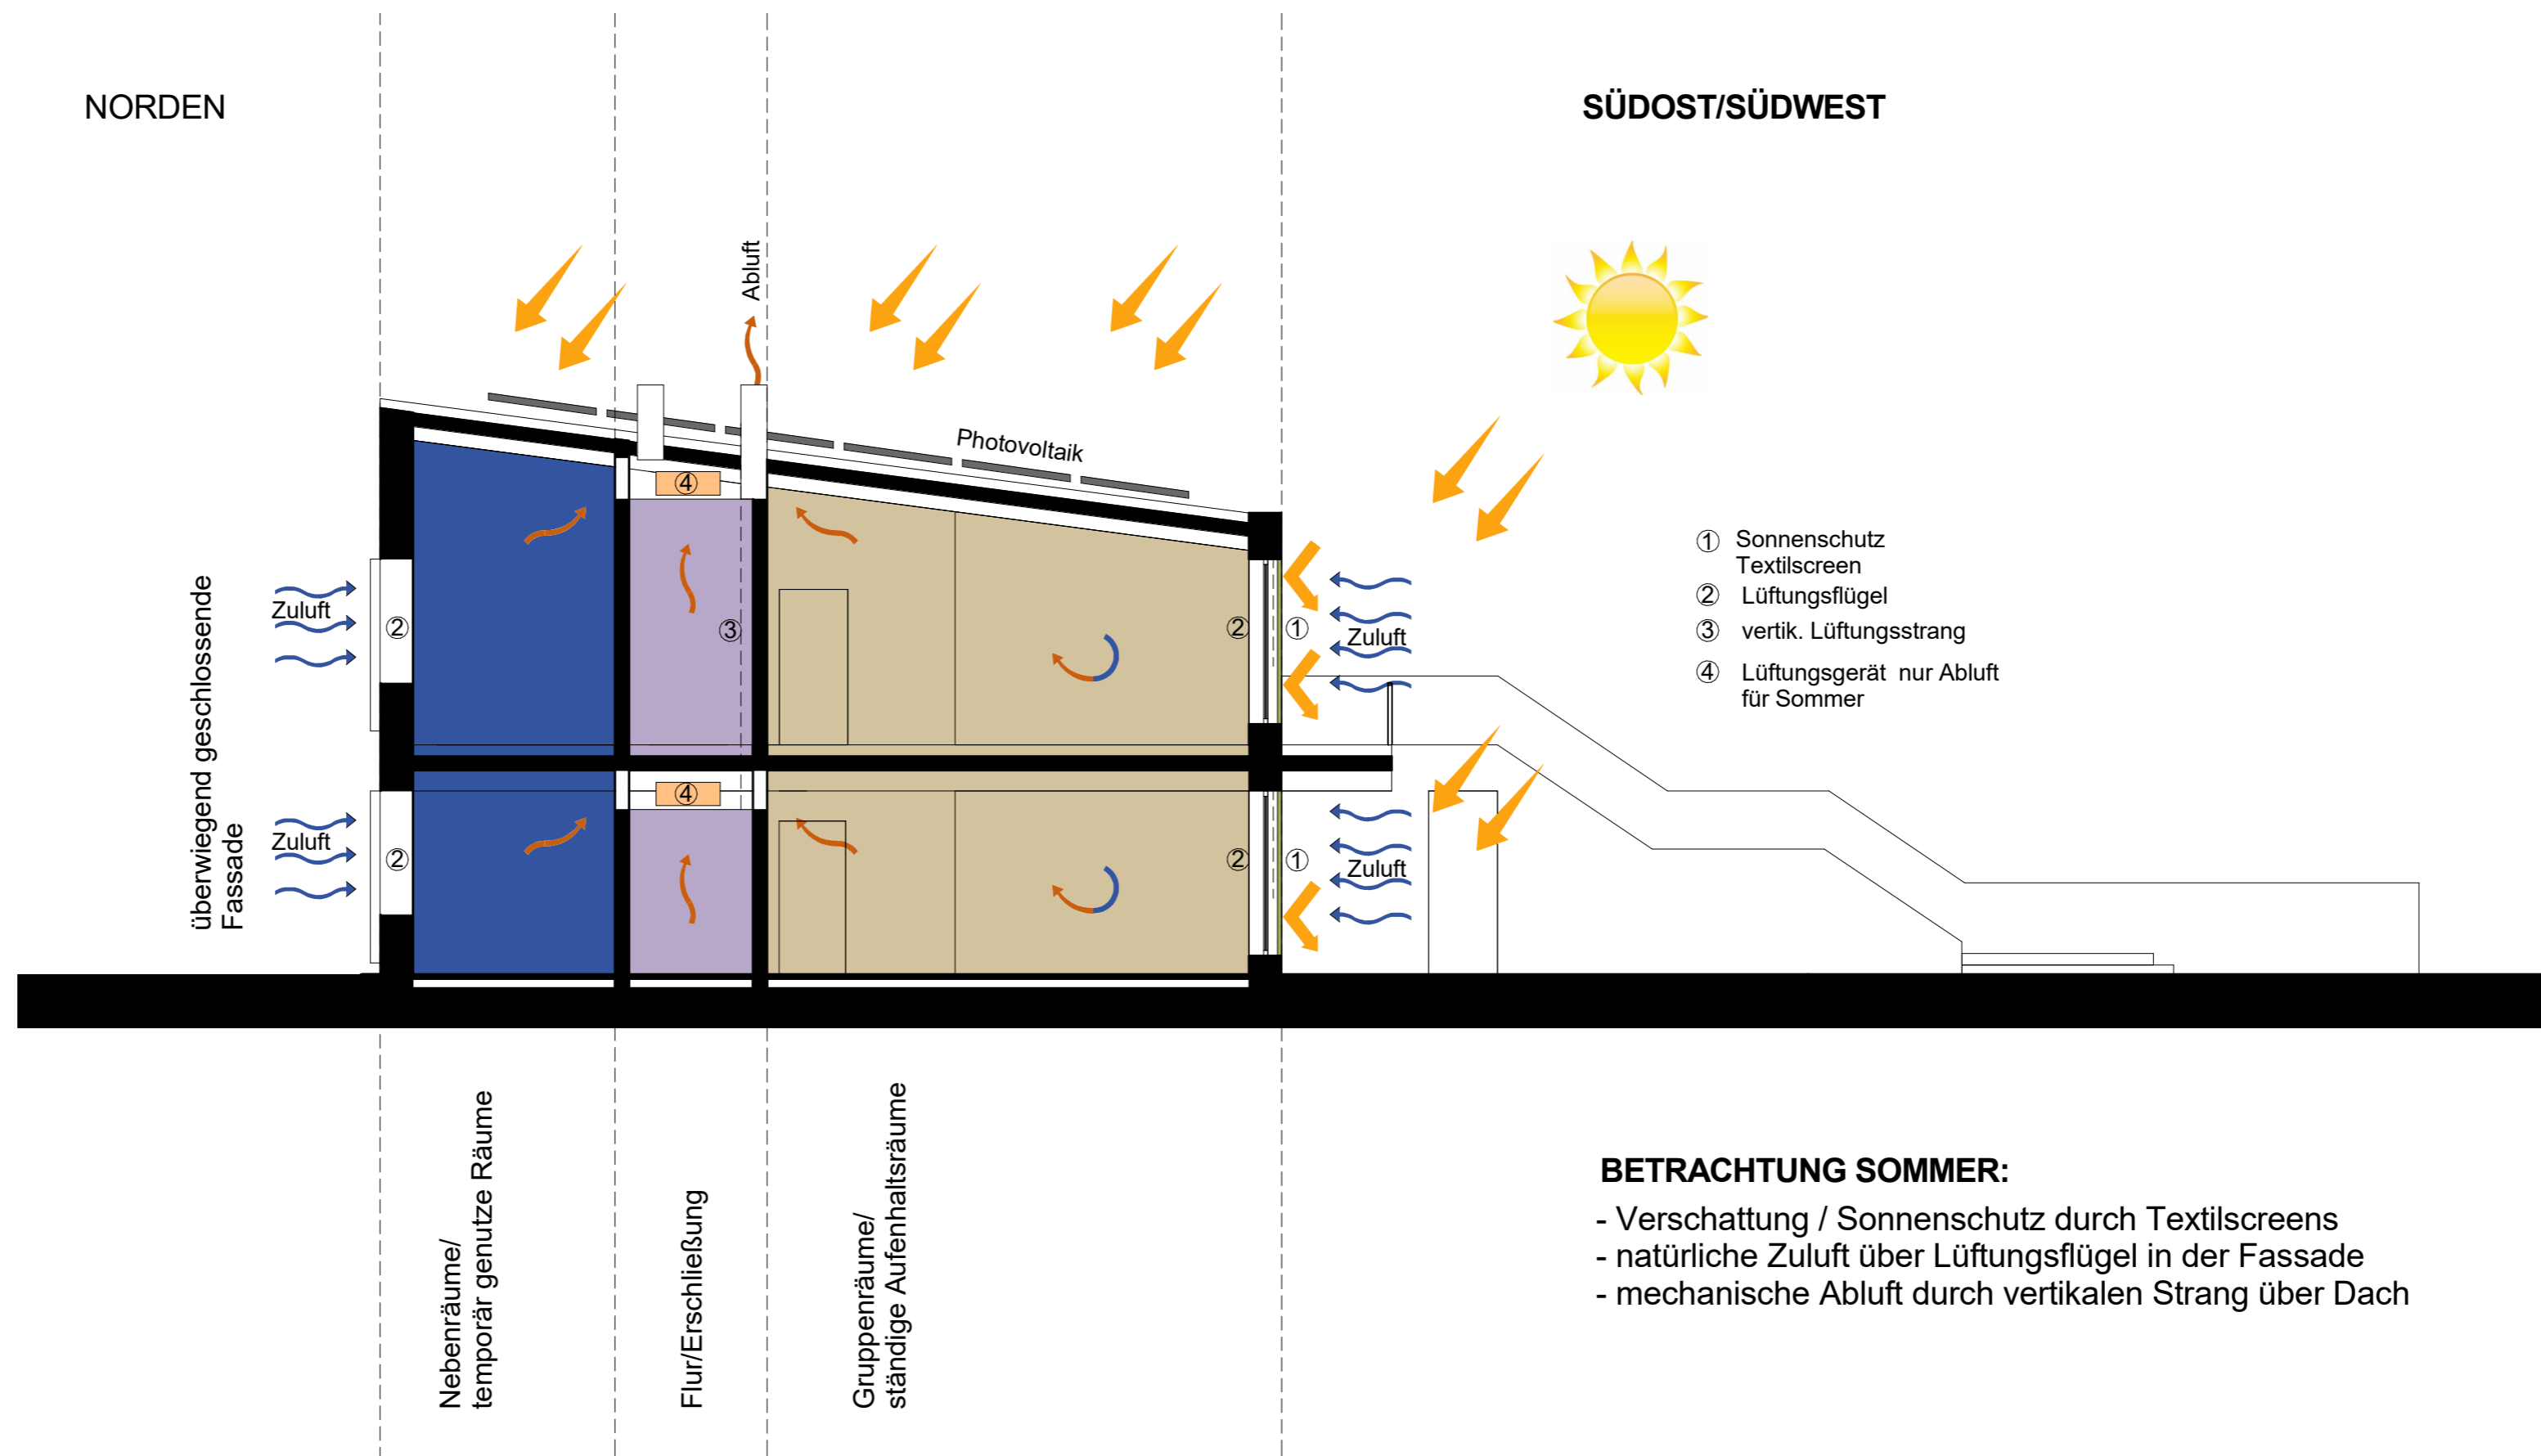 NORDEN
SÜDOST/SÜDWEST
Abluft
Photovoltaik
① Sonnenschutz
Textilscreen
② Lüftungsflügel
③ vertik. Lüftungsstrang
④ Lüftungsgerät nur Abluft
für Sommer
überwiegend geschlossende
Fassade
④
Zuluft
②
③
②
①
Zuluft
④
Zuluft
②
②
①
Zuluft
Nebenräume/
temporär genutze Räume
Flur/Erschließung
Gruppenräume/
ständige Aufenhaltsräume
BETRACHTUNG SOMMER:
- Verschattung / Sonnenschutz durch Textilscreens
- natürliche Zuluft über Lüftungsflügel in der Fassade
- mechanische Abluft durch vertikalen Strang über Dach